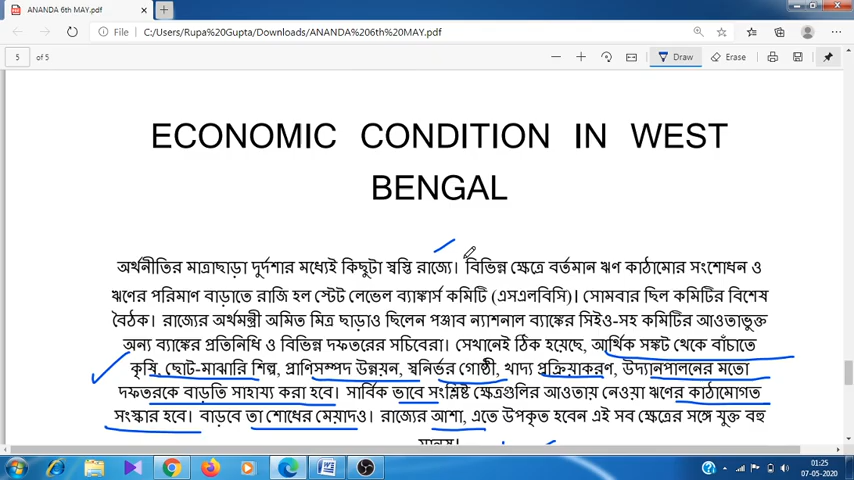 ANANDA 6th MAY.pdf
File
C:/Users/Rupa%20Gupta/Downloads/ANANDA%206th%20MAY.pdf
5 of 5
Draw
Erase
ECONOMIC CONDITION IN WEST
BENGAL
অর্থনীতির মাত্রাছাড়া দুর্দশার মধ্যেই কিছুটা স্বস্তি রাজ্যে। বিভিন্ন ক্ষেত্রে বর্তমান ঋণ কাঠামোর সংশোধন ও
ঋণের পরিমাণ বাড়াতে রাজি হল স্টেট লেভেল ব্যাঙ্কার্স কমিটি (এসএলবিসি)। সোমবার ছিল কমিটির বিশেষ
বৈঠক। রাজ্যের অর্থমন্ত্রী অমিত মিত্র ছাড়াও ছিলেন পঞ্জাব ন্যাশনাল ব্যাঙ্কের সিইও-সহ কমিটির আওতাভুক্ত
অন্য ব্যাঙ্কের প্রতিনিধি ও বিভিন্ন দফতরের সচিবেরা। সেখানেই ঠিক হয়েছে, আর্থিক সঙ্কট থেকে বাঁচাতে
কৃষি, ছোট-মাঝারি শিল্প, প্রাণিসম্পদ উন্নয়ন, স্বনির্ভর গোষ্ঠী, খাদ্য প্রক্রিয়াকরণ, উদ্যানপালনের মতো
দফতরকে বাড়তি সাহায্য করা হবে। সার্বিক ভাবে সংশ্লিষ্ট ক্ষেত্রগুলির আওতায় নেওয়া ঋণের কাঠামোগত
সংস্কার হবে। বাড়বে তা শোধের মেয়াদও। রাজ্যের আশা, এতে উপকৃত হবেন এই সব ক্ষেত্রের সঙ্গে যুক্ত বহু
মানুষ।
01:25
07-05-2020